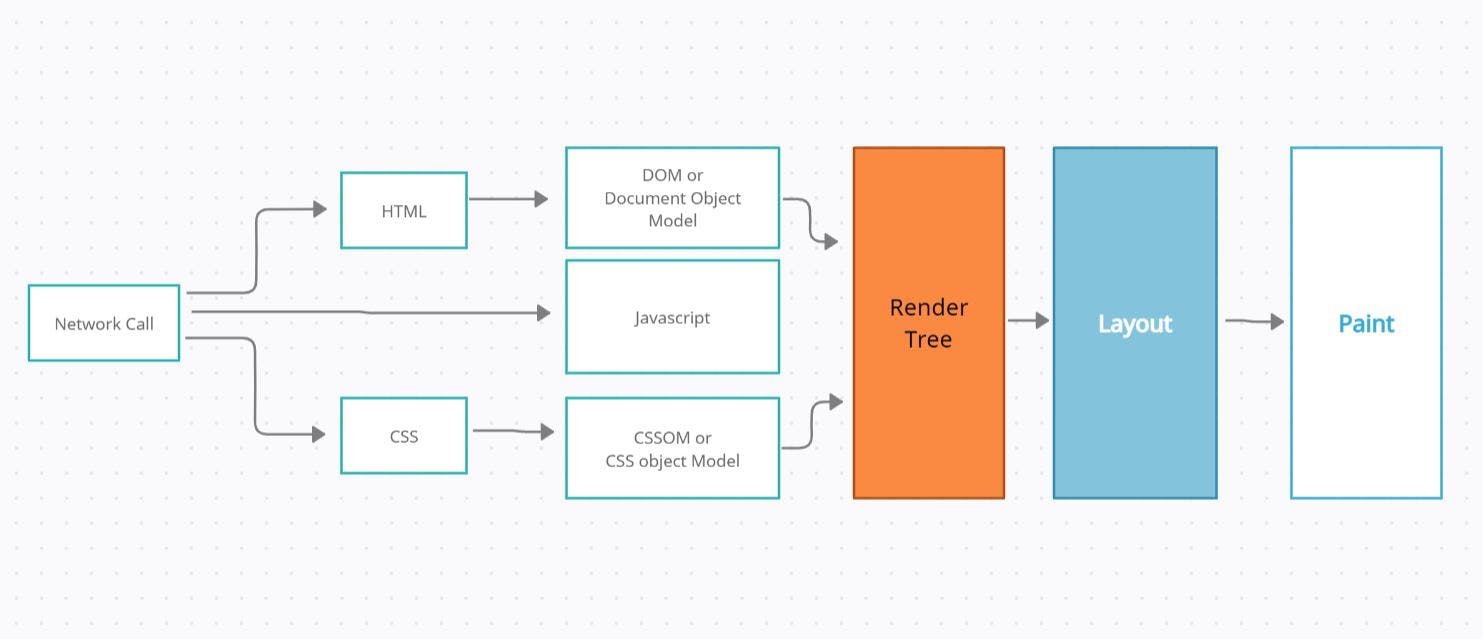 Network Call
HTML
CSS
DOM or
Document Object
Model
Javascript
CSSOM or
CSS object Model
Render
Tree
Layout
Paint